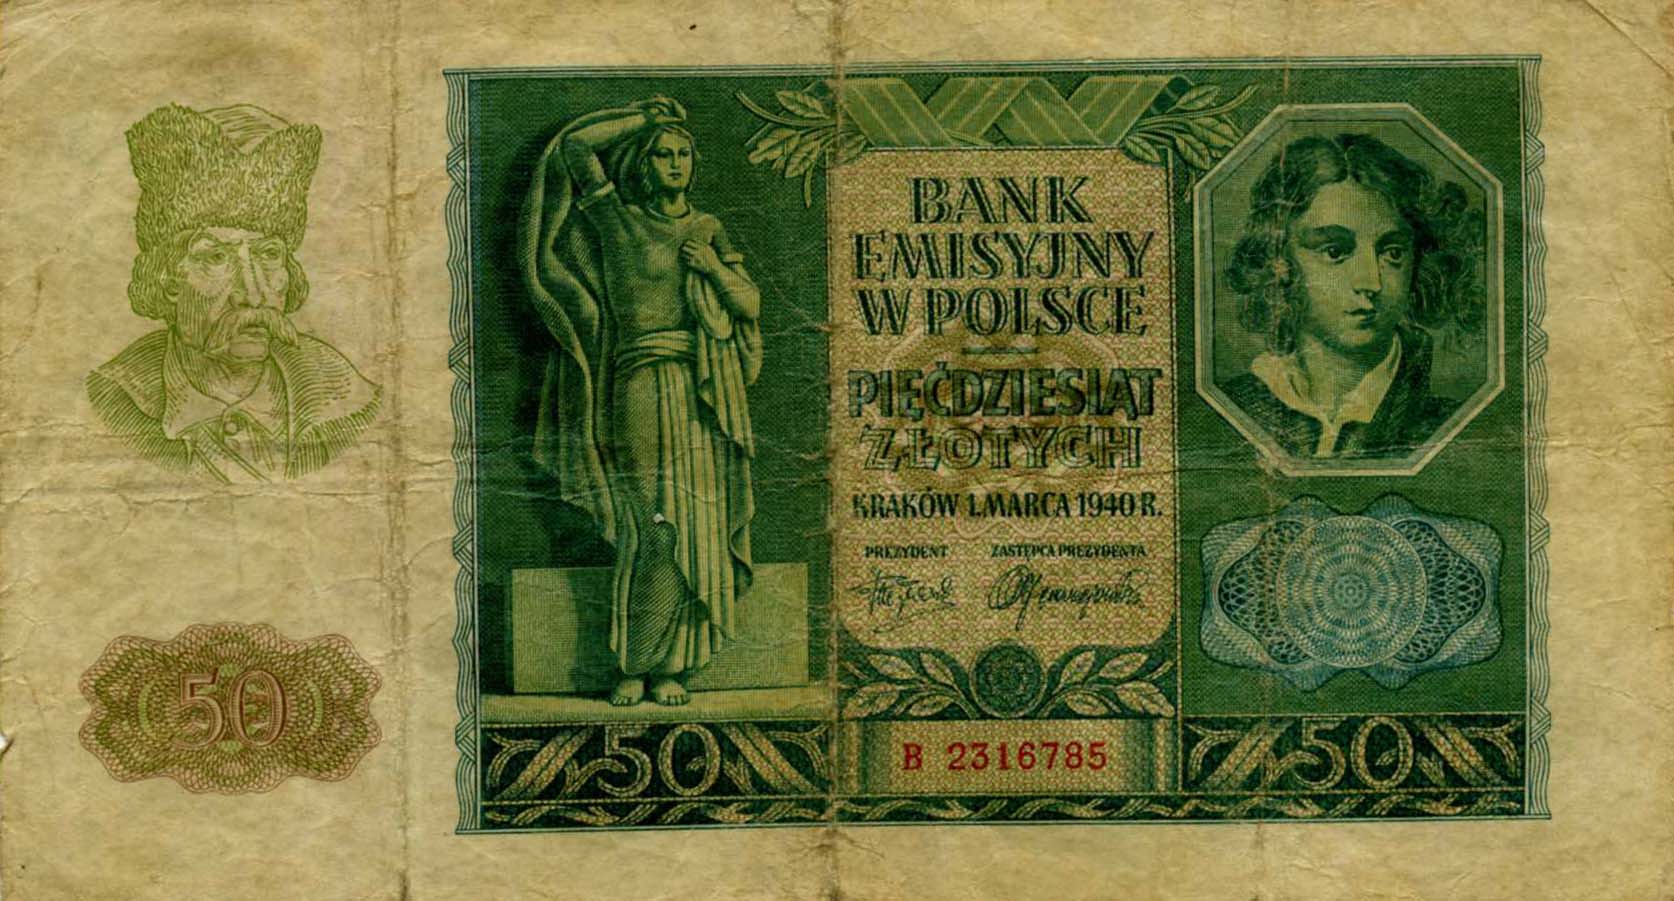 BANK
EMISYJNY
W POLSCE
PIĘĆDZIESIĄT
ZŁOTYCH
KRAKÓW 1. MARCA 1940 R.
PREZYDENT ZASTĘPCA PREZYDENTA
50
50
B 2316785
50